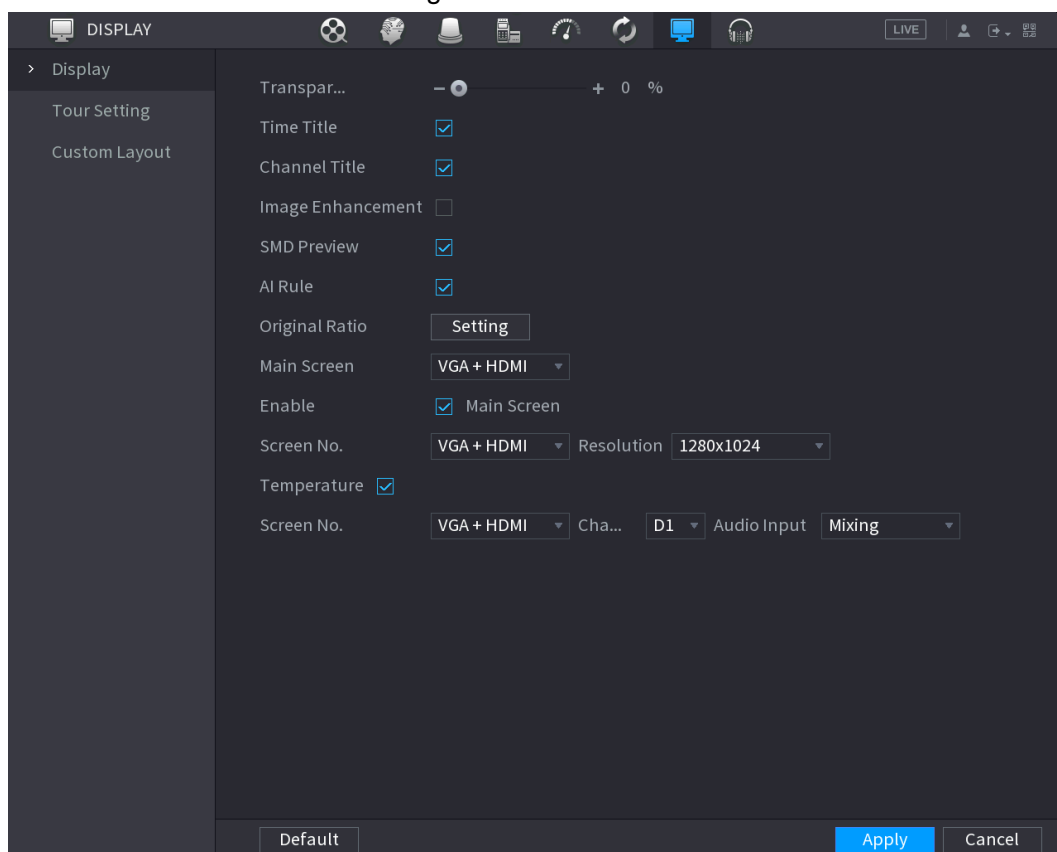 DISPLAY
LIVE
> Display
Tour Setting
Custom Layout
Transpar... − + 0 %
Time Title
Channel Title
Image Enhancement
SMD Preview
AI Rule
Original Ratio Setting
Main Screen VGA + HDMI
Enable Main Screen
Screen No. VGA + HDMI Resolution 1280x1024
Temperature
Screen No. VGA + HDMI Cha... D1 Audio Input Mixing
Default Apply Cancel